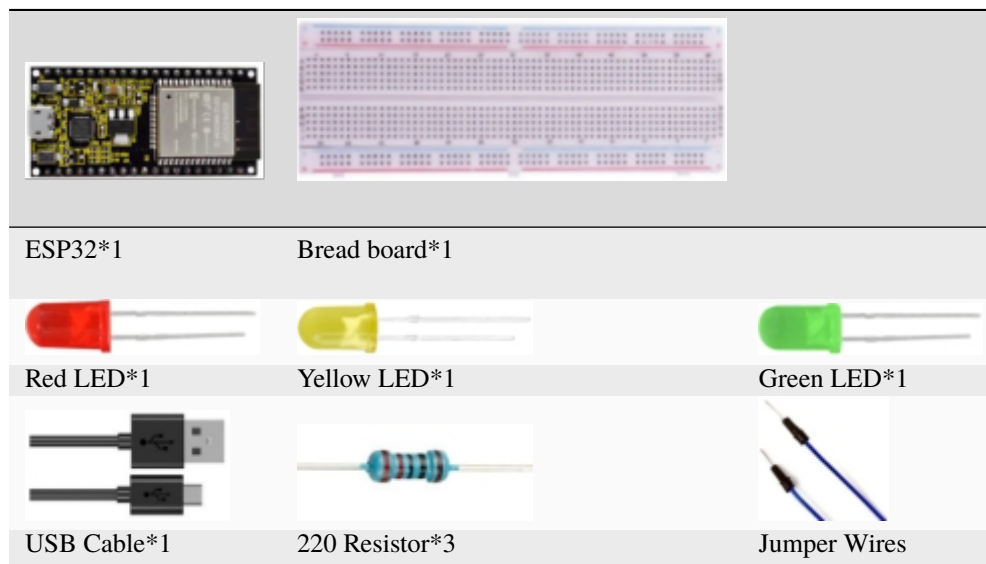 ESP32*1 Bread board*1
Red LED*1 Yellow LED*1 Green LED*1
USB Cable*1 220 Resistor*3 Jumper Wires